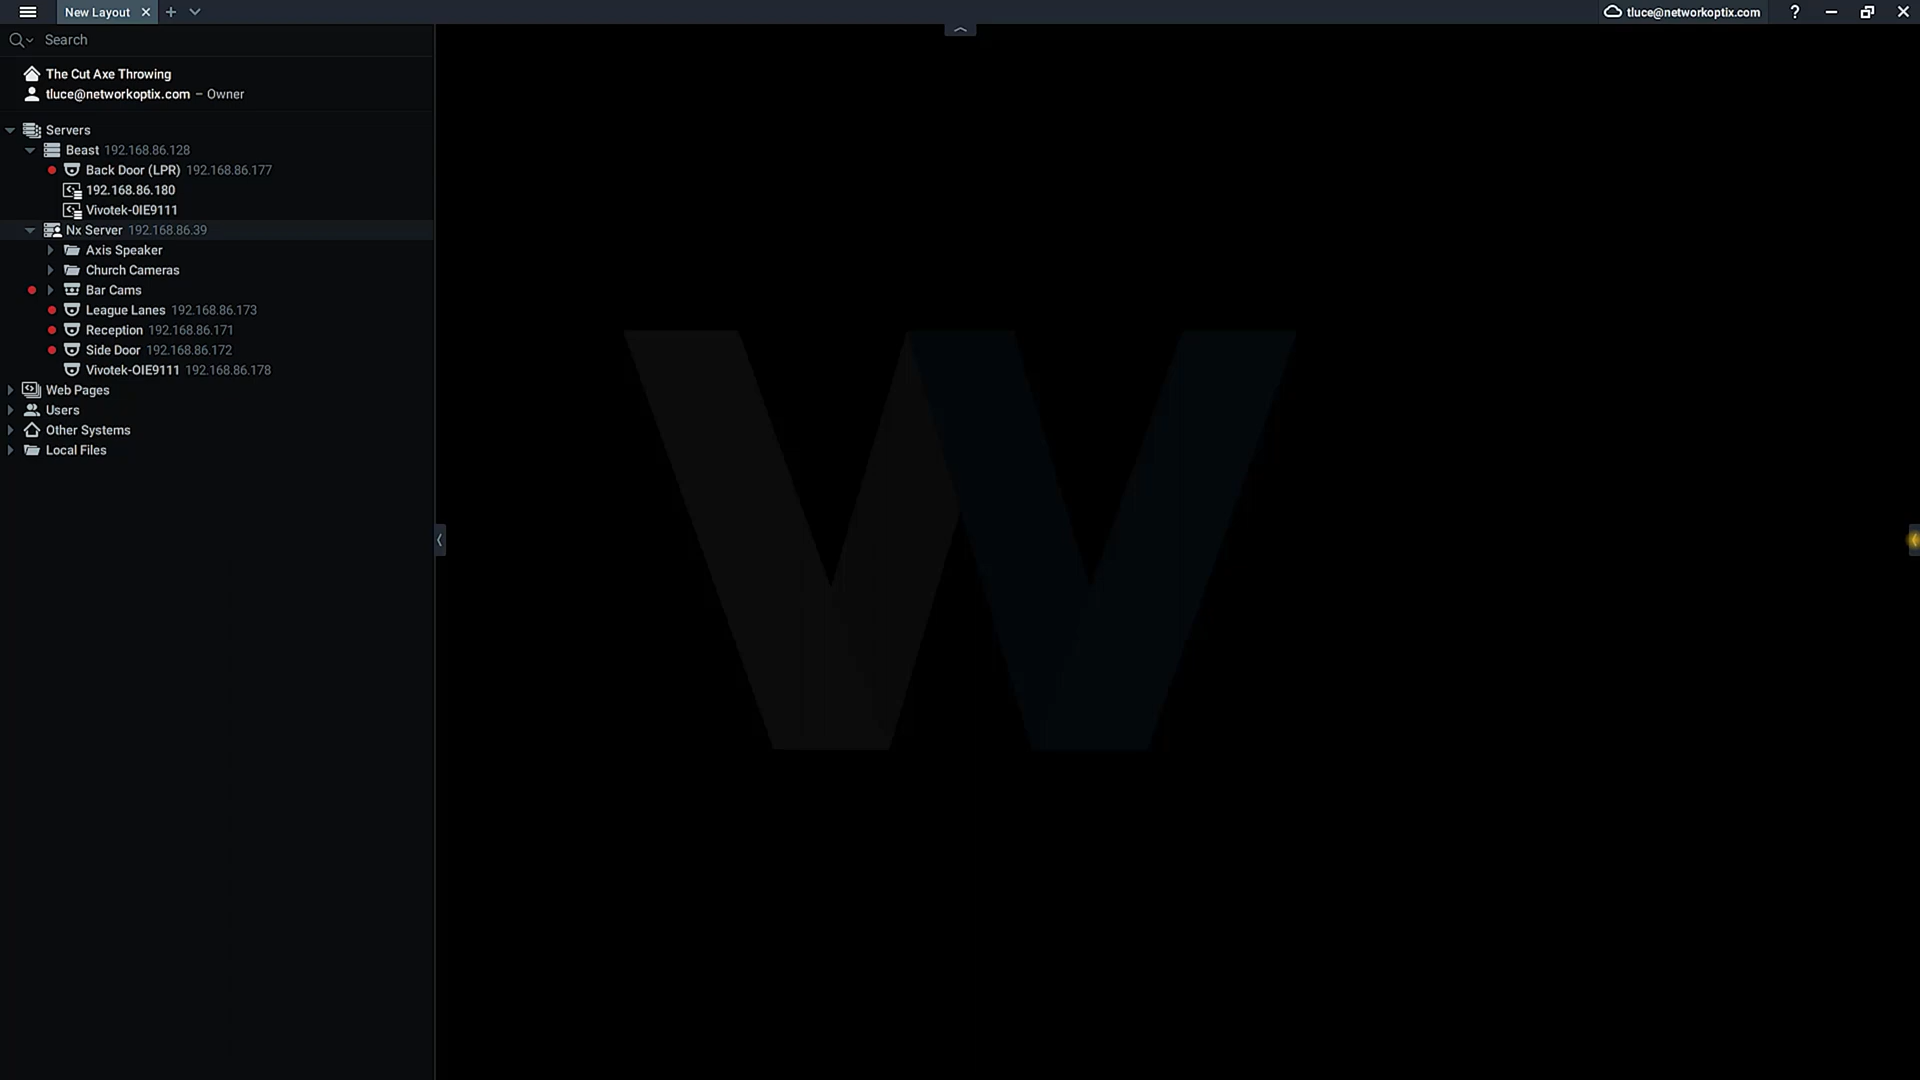 New Layout
tluce@networkoptix.com ?
Search
The Cut Axe Throwing
tluce@networkoptix.com – Owner
Servers
Beast 192.168.86.128
Back Door (LPR) 192.168.86.177
192.168.86.180
Vivotek-0IE9111
Nx Server 192.168.86.39
Axis Speaker
Church Cameras
Bar Cams
League Lanes 192.168.86.173
Reception 192.168.86.171
Side Door 192.168.86.172
Vivotek-OIE9111 192.168.86.178
Web Pages
Users
Other Systems
Local Files